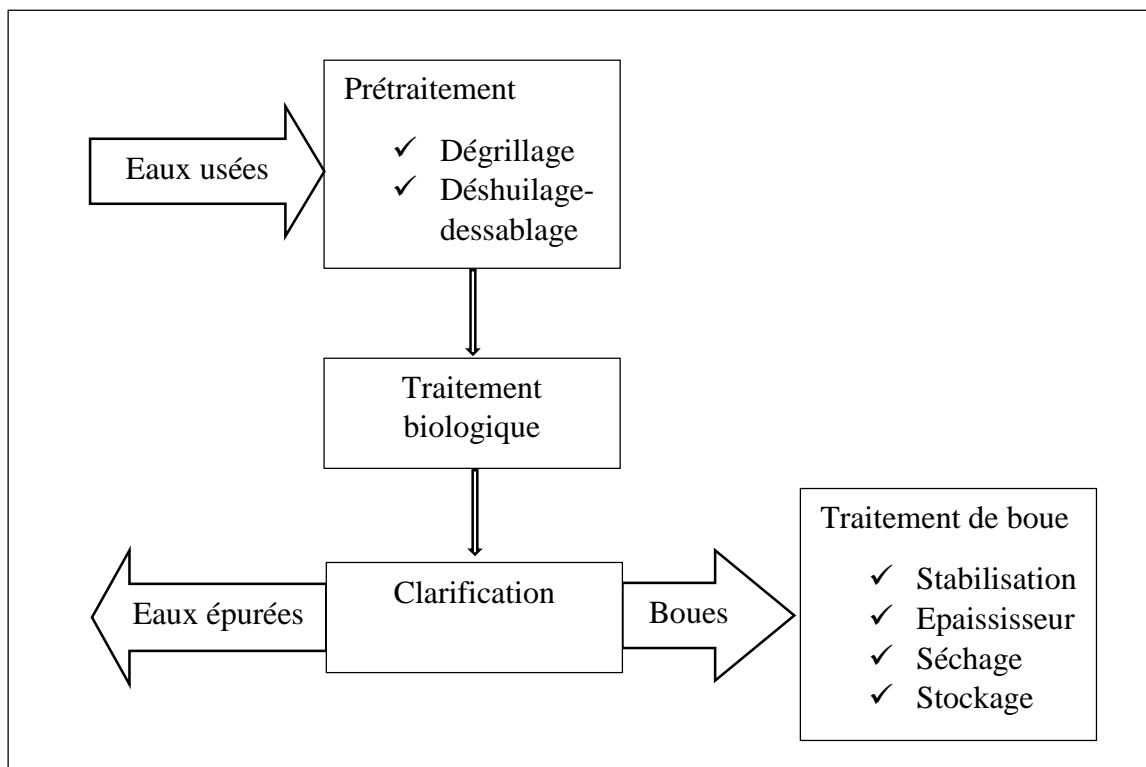 Prétraitement
✓ Dégrillage
✓ Déshuilage-
dessablage
Eaux usées
Traitement
biologique
Clarification
Eaux épurées
Boues
Traitement de boue
✓ Stabilisation
✓ Epaississeur
✓ Séchage
✓ Stockage